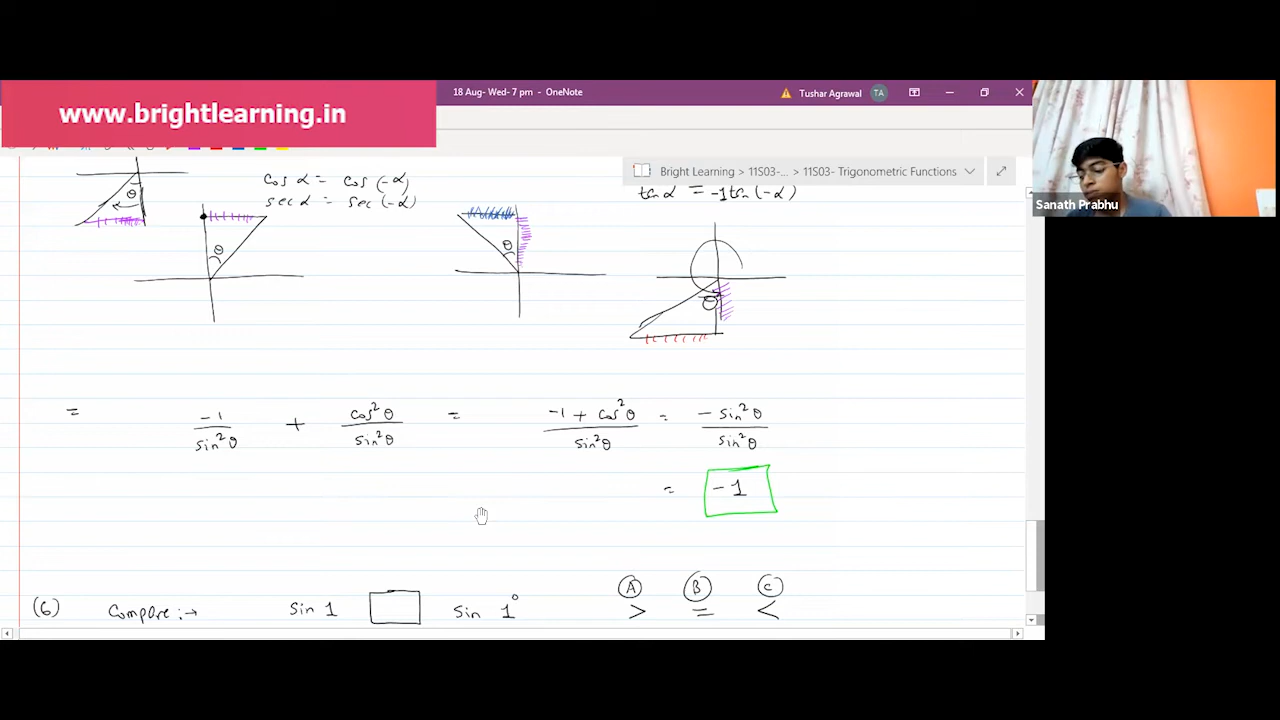 www.brightlearning.in
18 Aug- Wed- 7 pm - OneNote
Tushar Agrawal TA
Bright Learning > 11S03-... > 11S03- Trigonometric Functions
Sanath Prabhu
cos α = cos (-α)
sec α = sec (-α)
tan α = -1 tan (-α)
θ
θ
θ
θ
= -1/sin²θ + cos²θ/sin²θ = -1 + cos²θ/sin²θ = - sin²θ/sin²θ
= -1
A B C
(6) Compare :→ sin 1 sin 1° > = <